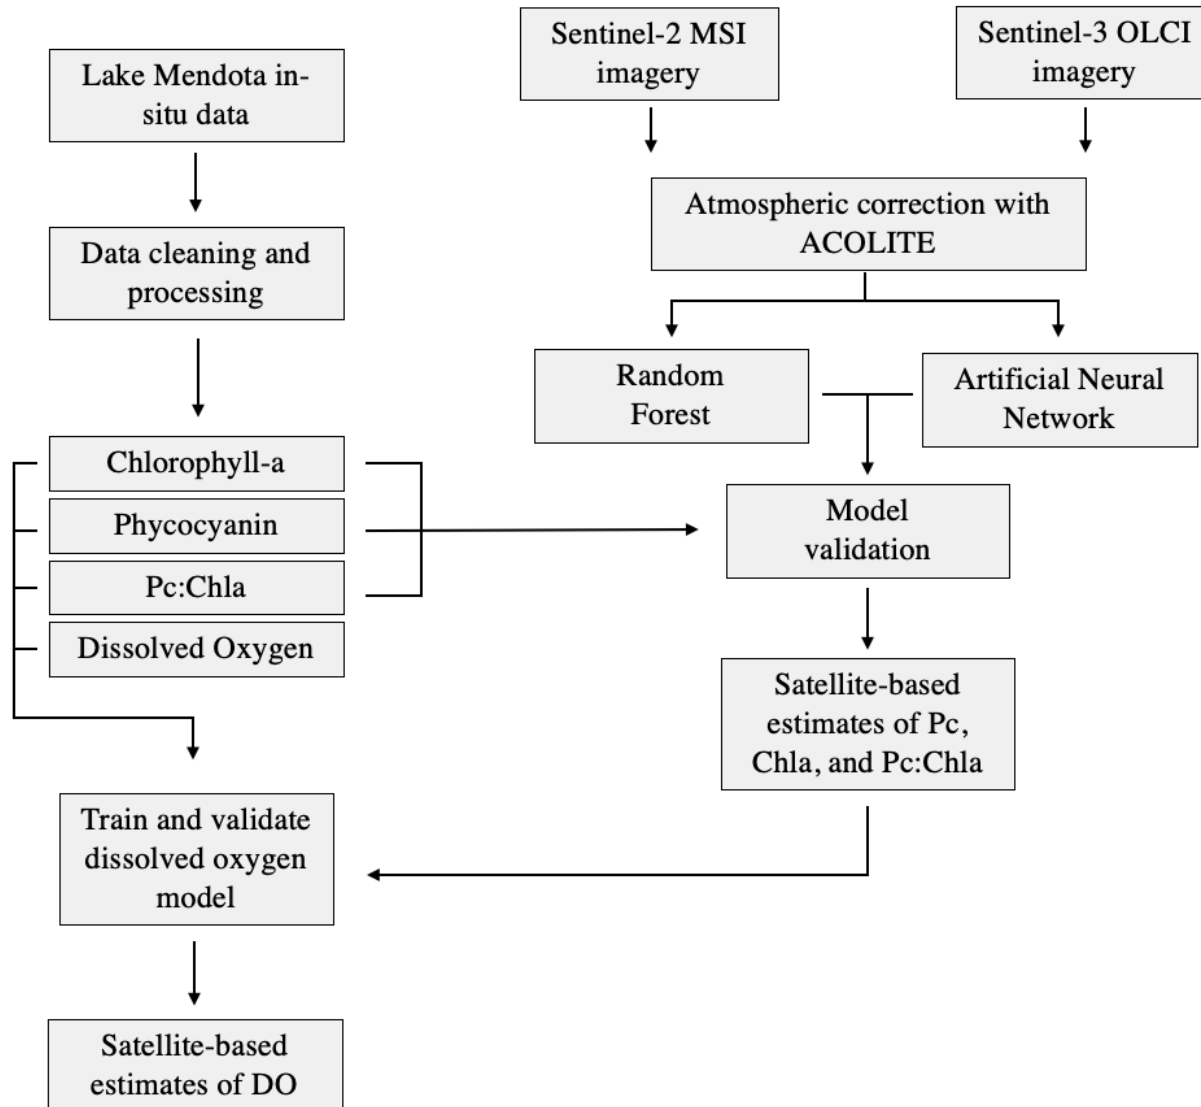 Lake Mendota in-
situ data
Sentinel-2 MSI
imagery
Sentinel-3 OLCI
imagery
Atmospheric correction with
ACOLITE
Data cleaning and
processing
Random
Forest
Artificial Neural
Network
Chlorophyll-a
Phycocyanin
Pc:Chla
Dissolved Oxygen
Model
validation
Satellite-based
estimates of Pc,
Chla, and Pc:Chla
Train and validate
dissolved oxygen
model
Satellite-based
estimates of DO